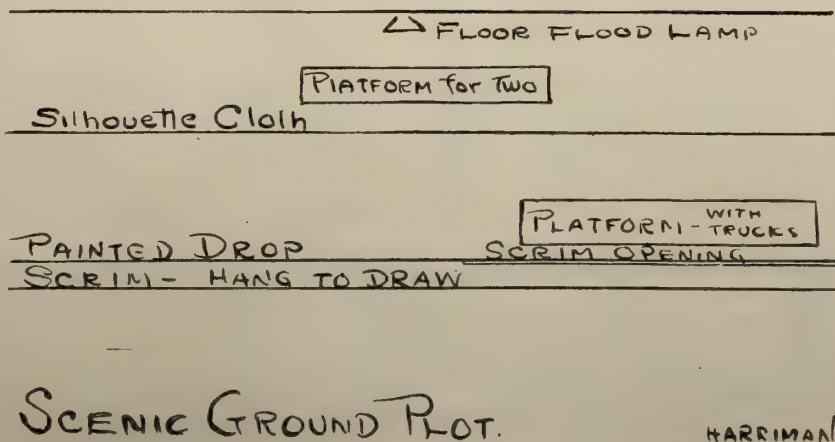 FLOOR FLOOD LAMP
PLATFORM for Two
Silhouette Cloth
PLATFORM - WITH TRUCKS
PAINTED DROP SCRIM OPENING
SCRIM - HANG TO DRAW
SCENIC GROUND PLOT.
HARRIMAN